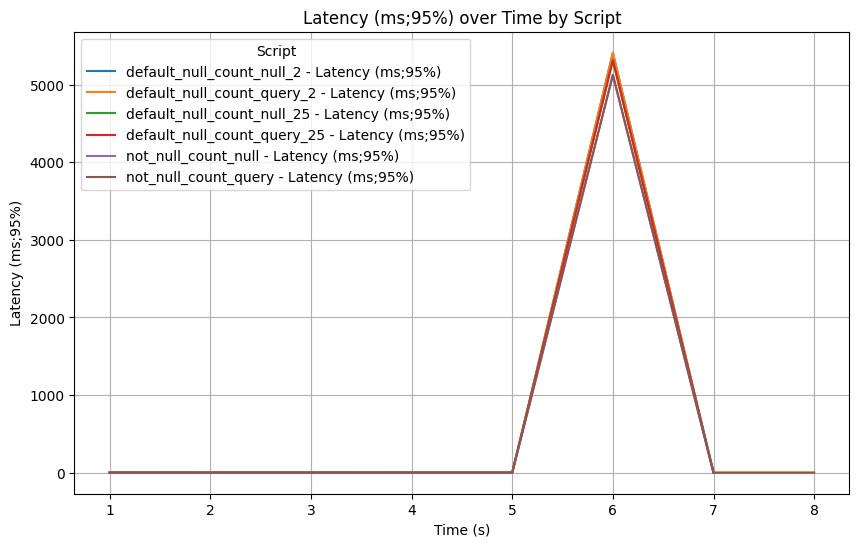 Latency (ms;95%) over Time by Script
Script
default_null_count_null_2 - Latency (ms;95%)
default_null_count_query_2 - Latency (ms;95%)
default_null_count_null_25 - Latency (ms;95%)
default_null_count_query_25 - Latency (ms;95%)
not_null_count_null - Latency (ms;95%)
not_null_count_query - Latency (ms;95%)
Latency (ms;95%)
5000
4000
3000
2000
1000
0
1 2 3 4 5 6 7 8
Time (s)